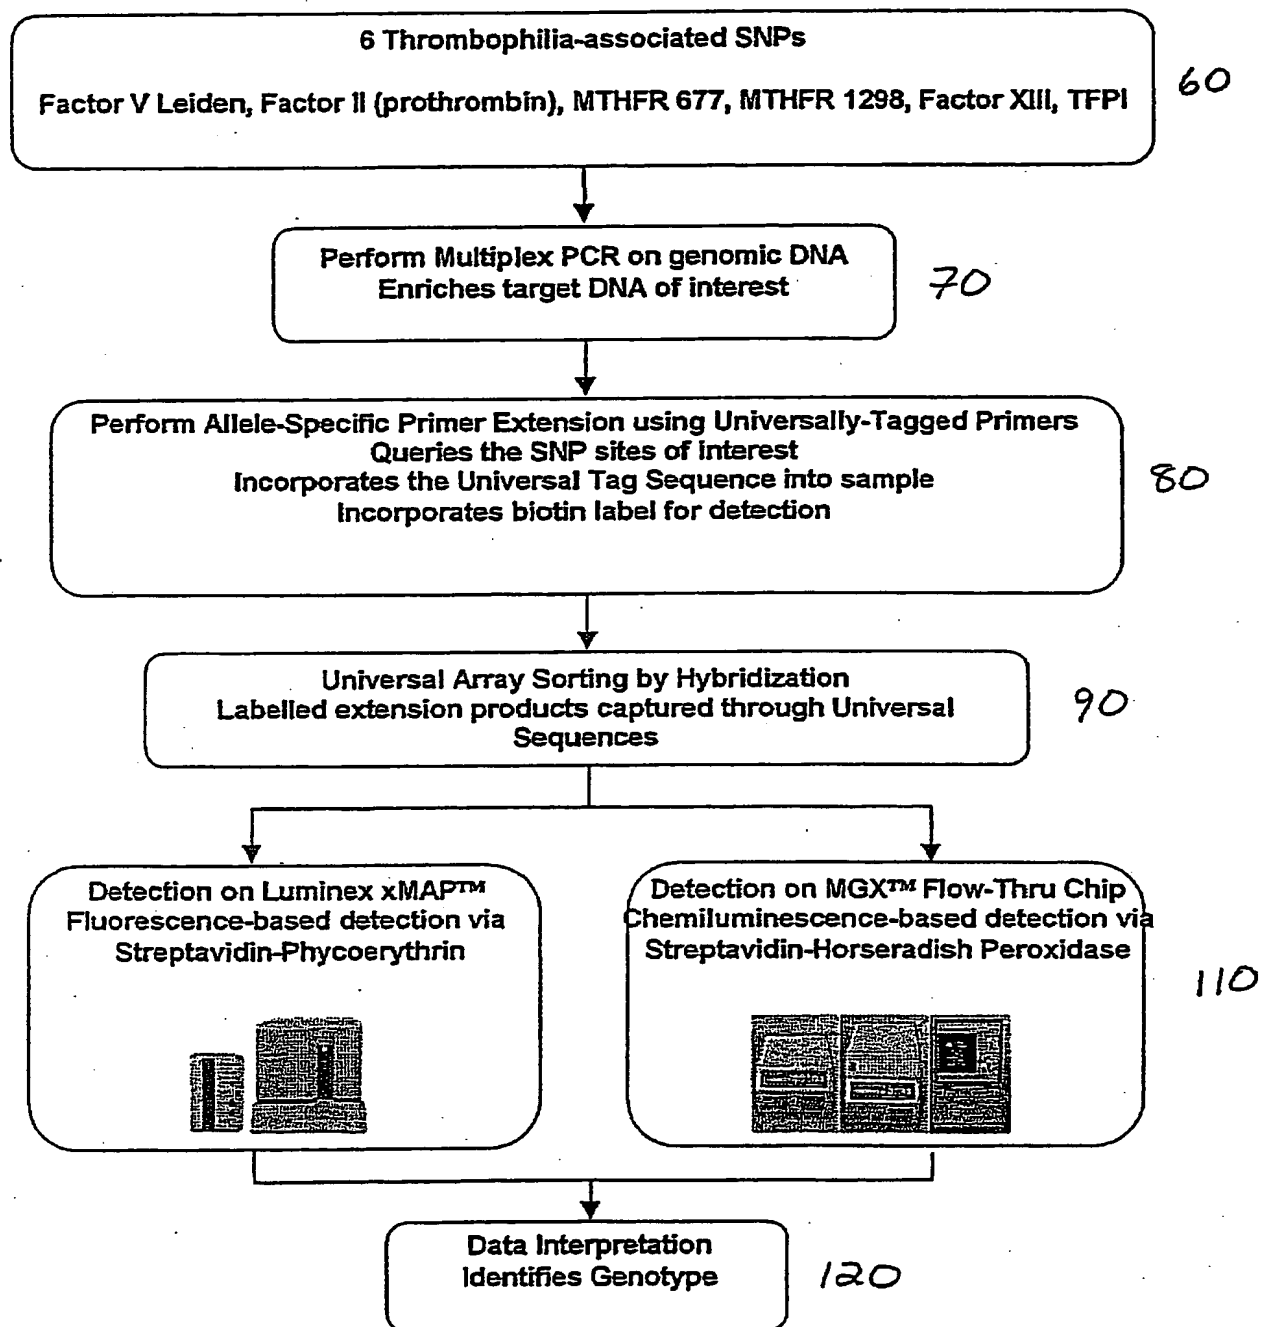 6 Thrombophilia-associated SNPs
Factor V Leiden, Factor II (prothrombin), MTHFR 677, MTHFR 1298, Factor XIII, TFPI
60
Perform Multiplex PCR on genomic DNA
Enriches target DNA of interest
70
Perform Allele-Specific Primer Extension using Universally-Tagged Primers
Queries the SNP sites of interest
Incorporates the Universal Tag Sequence into sample
Incorporates biotin label for detection
80
Universal Array Sorting by Hybridization
Labelled extension products captured through Universal
Sequences
90
Detection on Luminex xMAP™
Fluorescence-based detection via
Streptavidin-Phycoerythrin
Detection on MGX™ Flow-Thru Chip
Chemiluminescence-based detection via
Streptavidin-Horseradish Peroxidase
110
Data Interpretation
Identifies Genotype
120